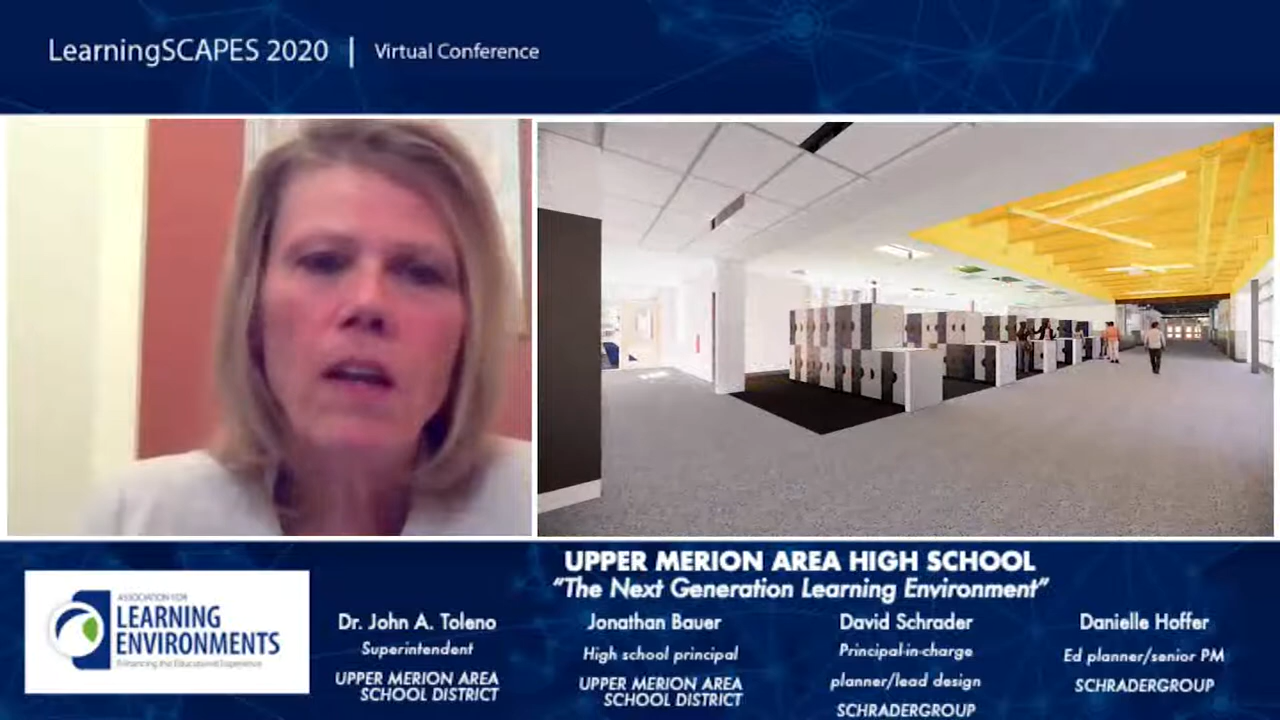 LearningSCAPES 2020 | Virtual Conference
UPPER MERION AREA HIGH SCHOOL
“The Next Generation Learning Environment”
ASSOCIATION FOR
LEARNING
ENVIRONMENTS
Enhancing the Educational Experience
Dr. John A. Toleno
Superintendent
UPPER MERION AREA
SCHOOL DISTRICT
Jonathan Bauer
High school principal
UPPER MERION AREA
SCHOOL DISTRICT
David Schrader
Principal-in-charge
planner/lead design
SCHRADERGROUP
Danielle Hoffer
Ed planner/senior PM
SCHRADERGROUP